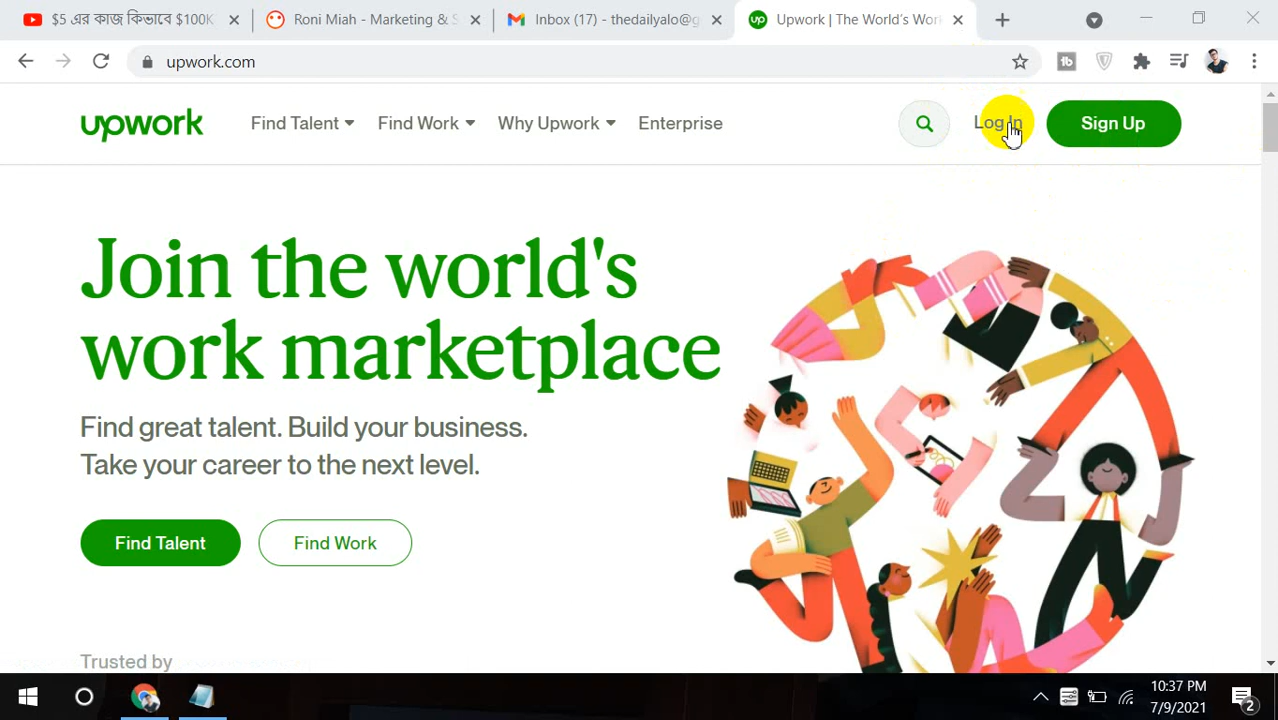 $5 এর কাজ কিভাবে $100K
Roni Miah - Marketing & S
Inbox (17) - thedailyalo@g
Upwork | The World's Work
upwork.com
upwork
Find Talent
Find Work
Why Upwork
Enterprise
Log In
Sign Up
Join the world's
work marketplace
Find great talent. Build your business.
Take your career to the next level.
Find Talent
Find Work
Trusted by
10:37 PM
7/9/2021
2